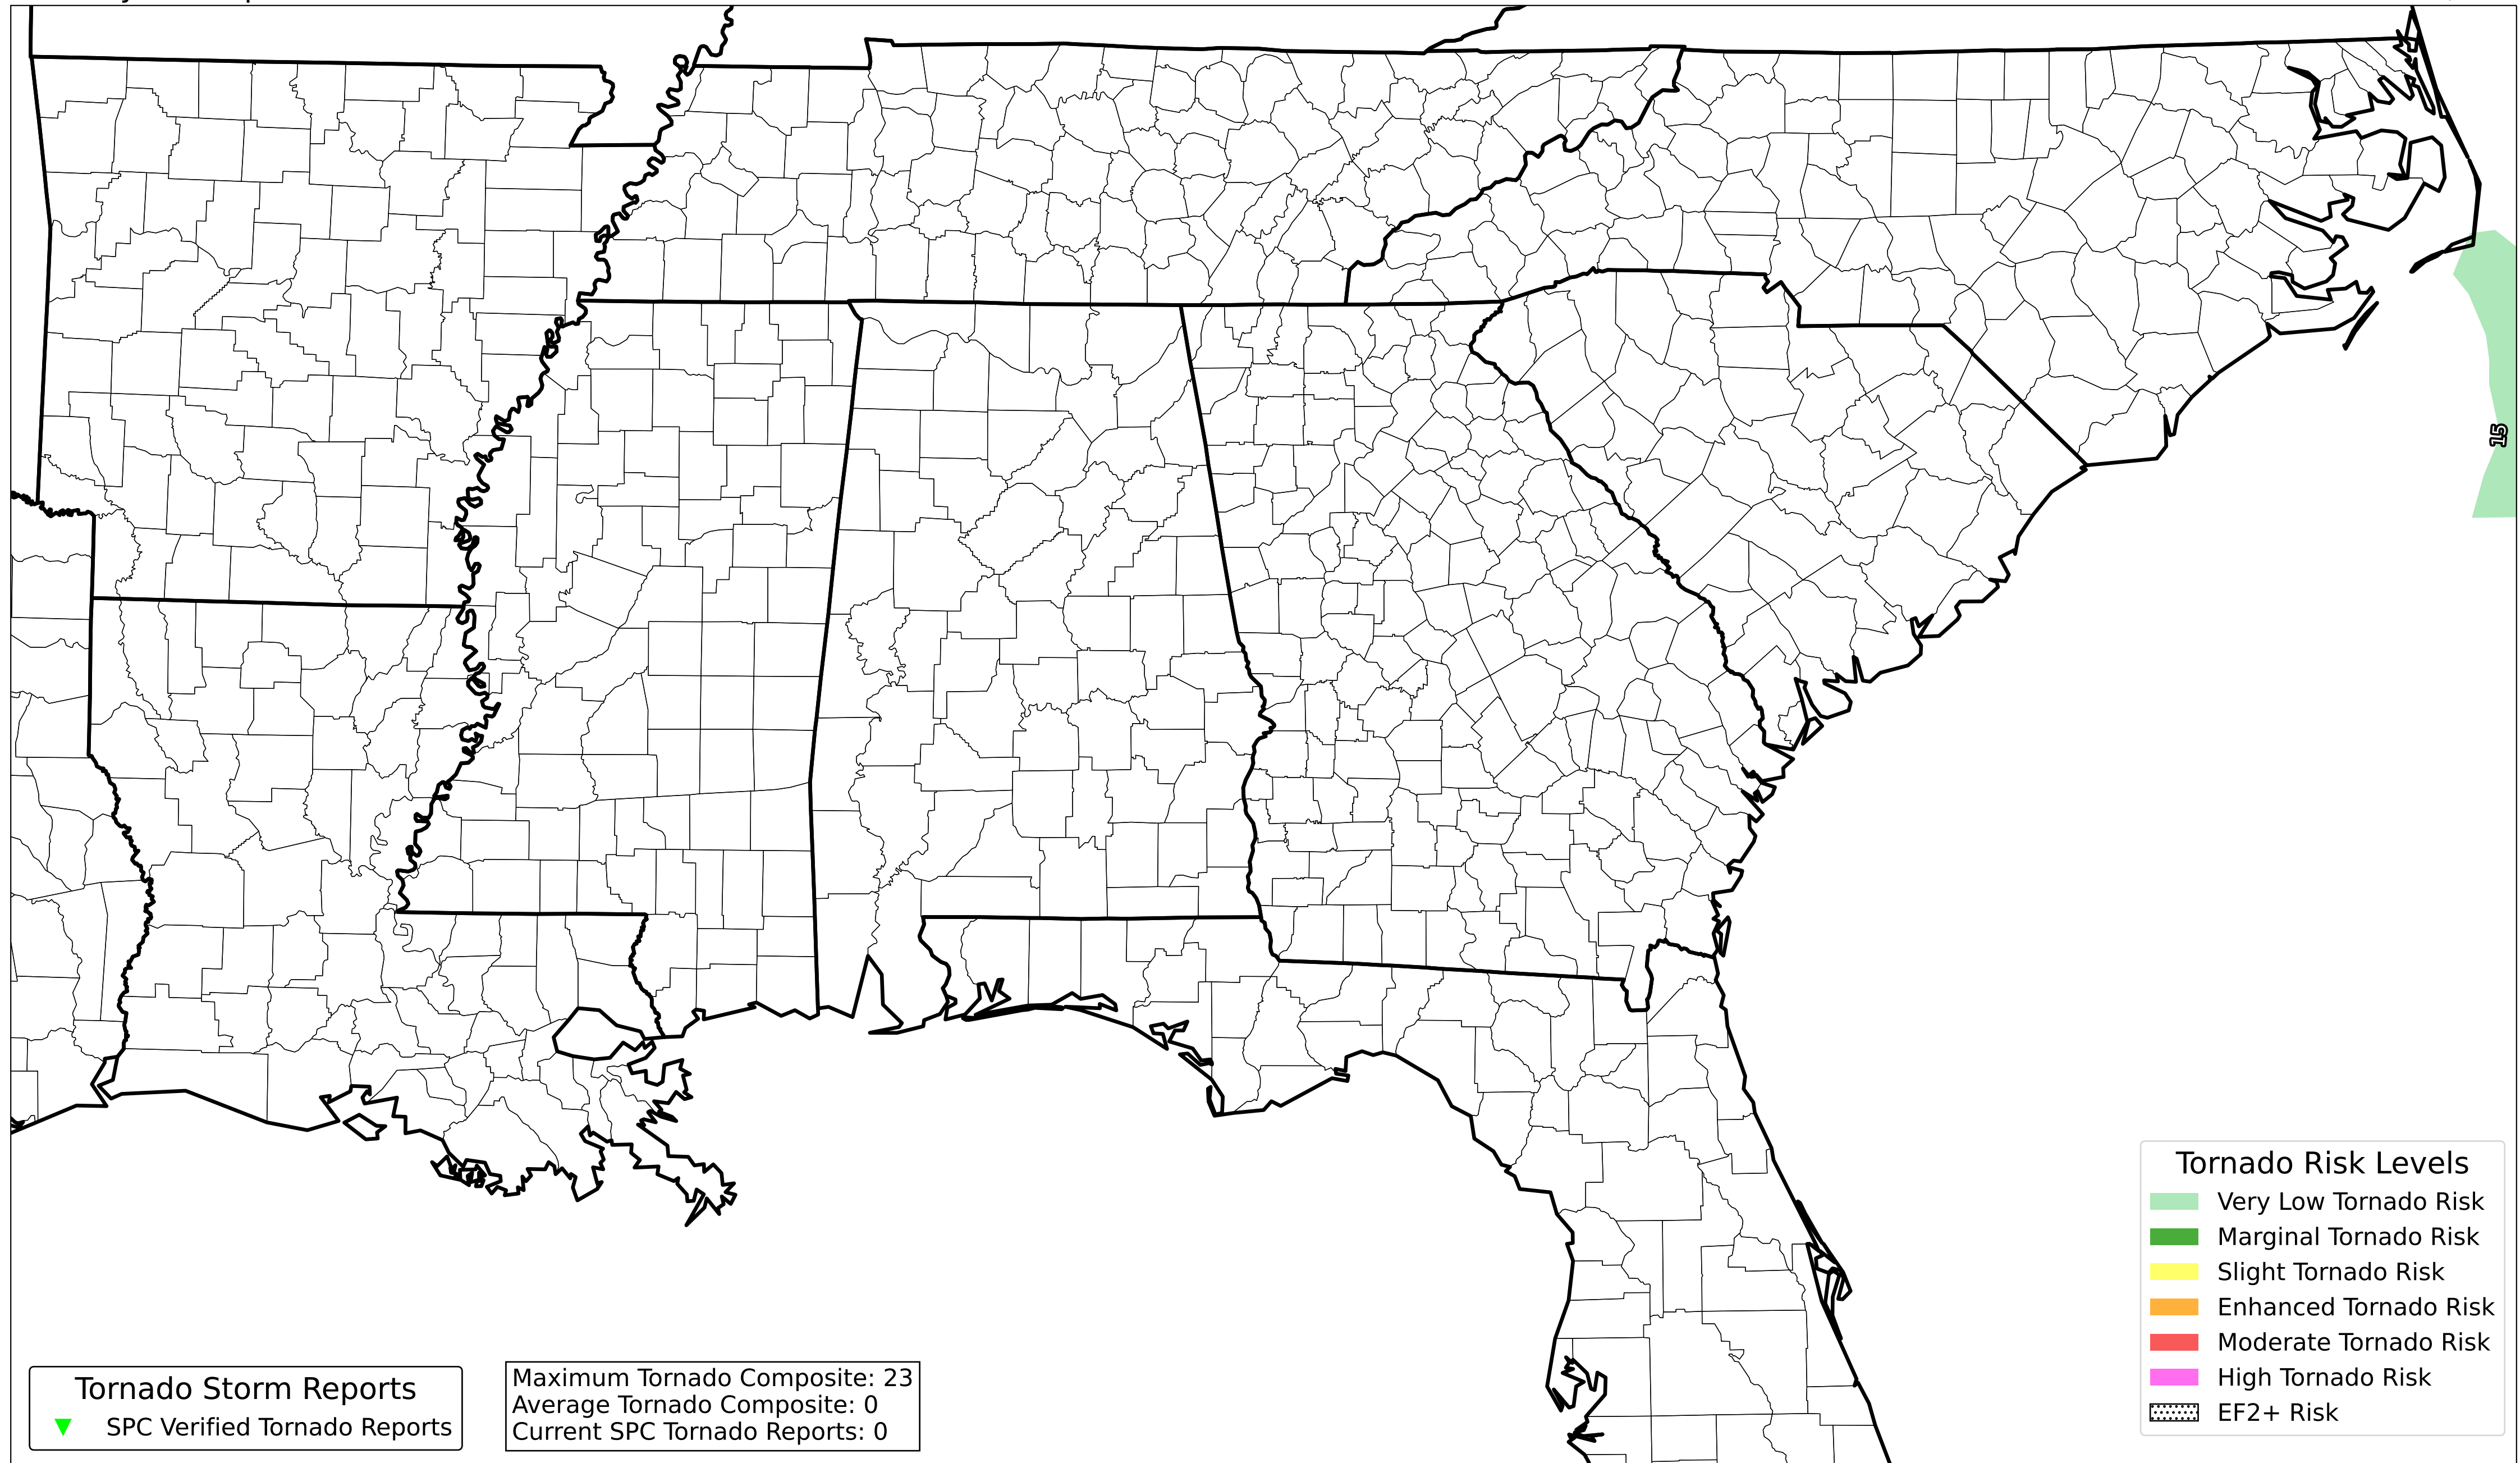 15
Tornado Risk Levels
Very Low Tornado Risk
Marginal Tornado Risk
Slight Tornado Risk
Enhanced Tornado Risk
Moderate Tornado Risk
High Tornado Risk
EF2+ Risk
Tornado Storm Reports
SPC Verified Tornado Reports
Maximum Tornado Composite: 23
Average Tornado Composite: 0
Current SPC Tornado Reports: 0